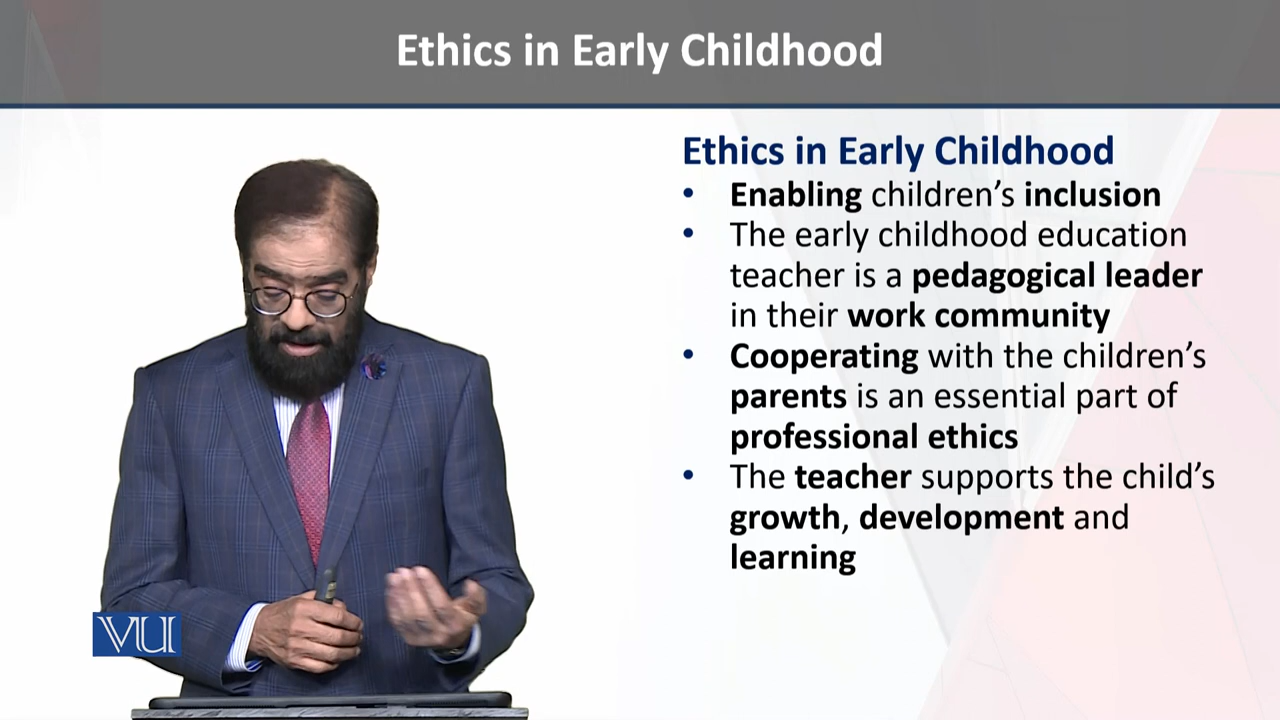 Ethics in Early Childhood
Ethics in Early Childhood
• Enabling children’s inclusion
• The early childhood education
teacher is a pedagogical leader
in their work community
• Cooperating with the children’s
parents is an essential part of
professional ethics
• The teacher supports the child’s
growth, development and
learning
VU